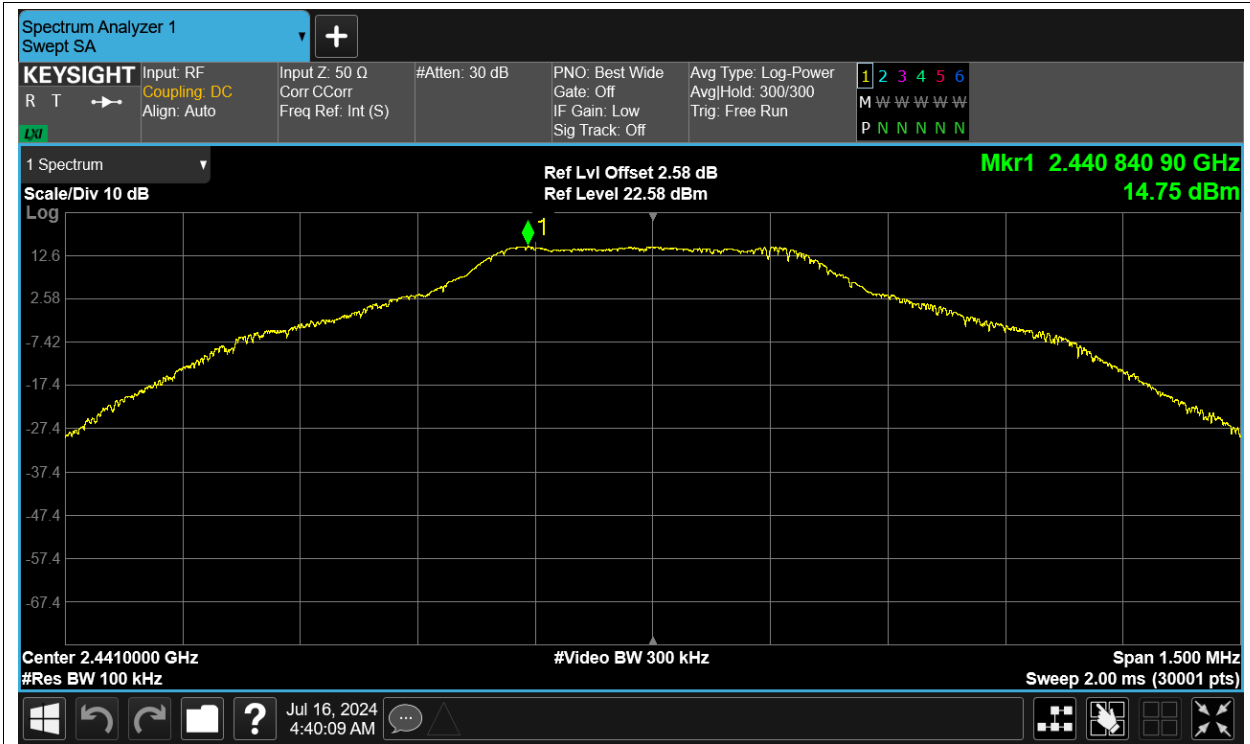 Spectrum Analyzer 1
Swept SA
KEYSIGHT
R T
LXI
Input: RF
Coupling: DC
Align: Auto
Input Z: 50 Ω
Corr CCorr
Freq Ref: Int (S)
#Atten: 30 dB
PNO: Best Wide
Gate: Off
IF Gain: Low
Sig Track: Off
Avg Type: Log-Power
Avg|Hold: 300/300
Trig: Free Run
1 2 3 4 5 6
M W W W W W
P N N N N N
1 Spectrum
Scale/Div 10 dB
Log
Ref Lvl Offset 2.58 dB
Ref Level 22.58 dBm
Mkr1 2.440 840 90 GHz
14.75 dBm
1
12.6
2.58
-7.42
-17.4
-27.4
-37.4
-47.4
-57.4
-67.4
Center 2.4410000 GHz
#Res BW 100 kHz
#Video BW 300 kHz
Span 1.500 MHz
Sweep 2.00 ms (30001 pts)
?
Jul 16, 2024
4:40:09 AM